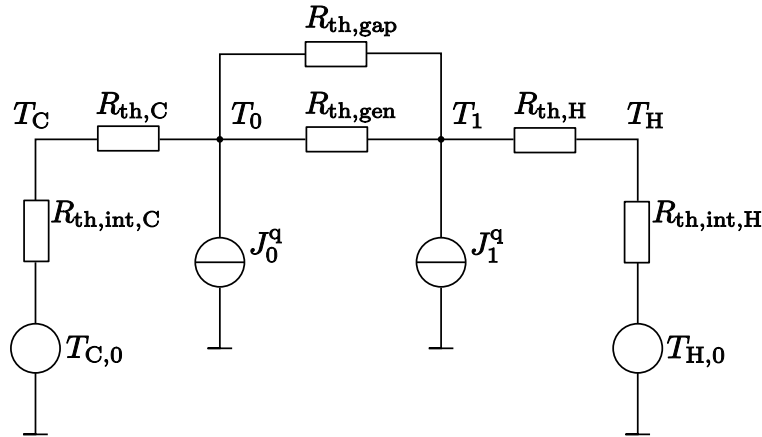 R_th,gap
T_C R_th,C T_0 R_th,gen T_1 R_th,H T_H
R_th,int,C R_th,int,H
J_0^q J_1^q
T_C,0 T_H,0